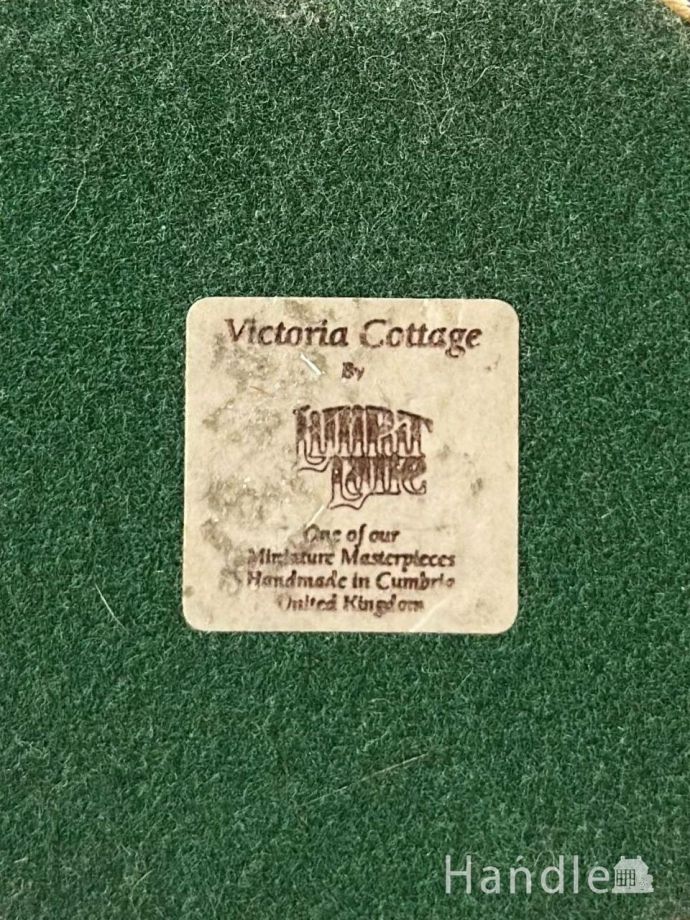 Victoria Cottage
By
LILLIPUT
LANE
One of our
Miniature Masterpieces
Handmade in Cumbria
United Kingdom
Handle